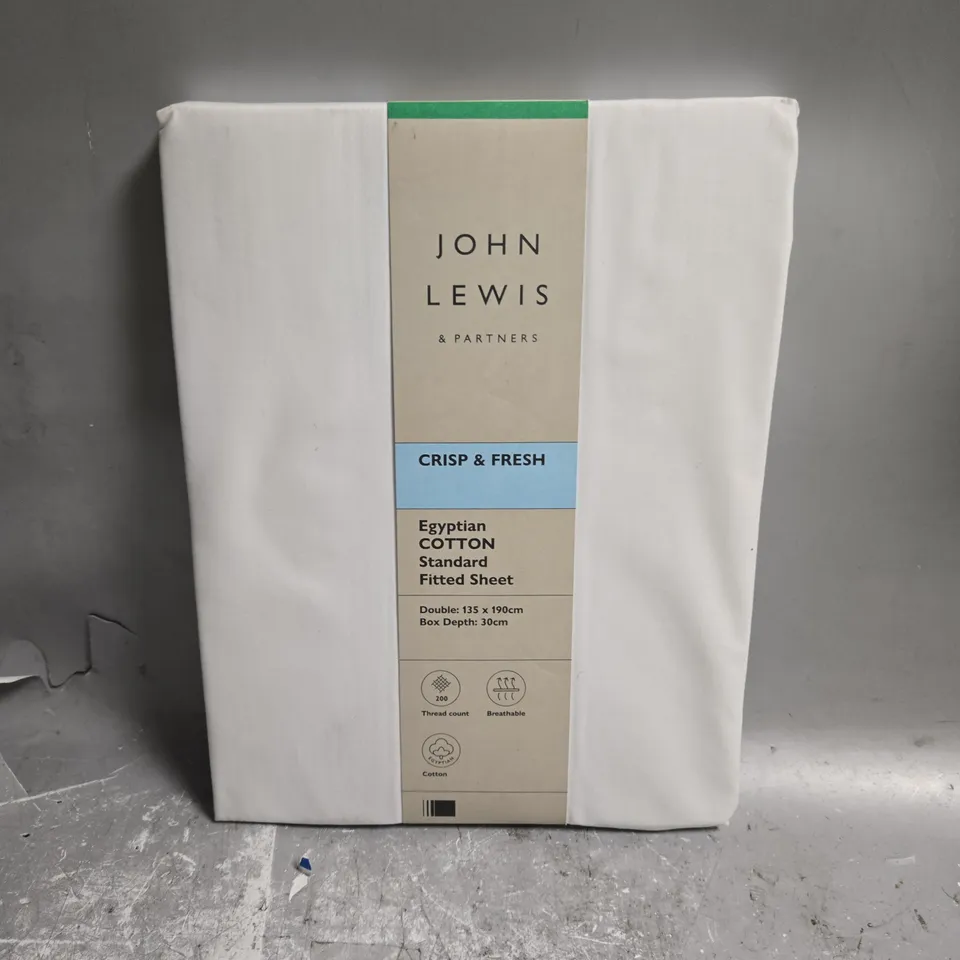 JOHN
LEWIS
& PARTNERS
CRISP & FRESH
Egyptian
COTTON
Standard
Fitted Sheet
Double: 135 x 190cm
Box Depth: 30cm
200
Thread count
Breathable
EGYPTIAN
Cotton